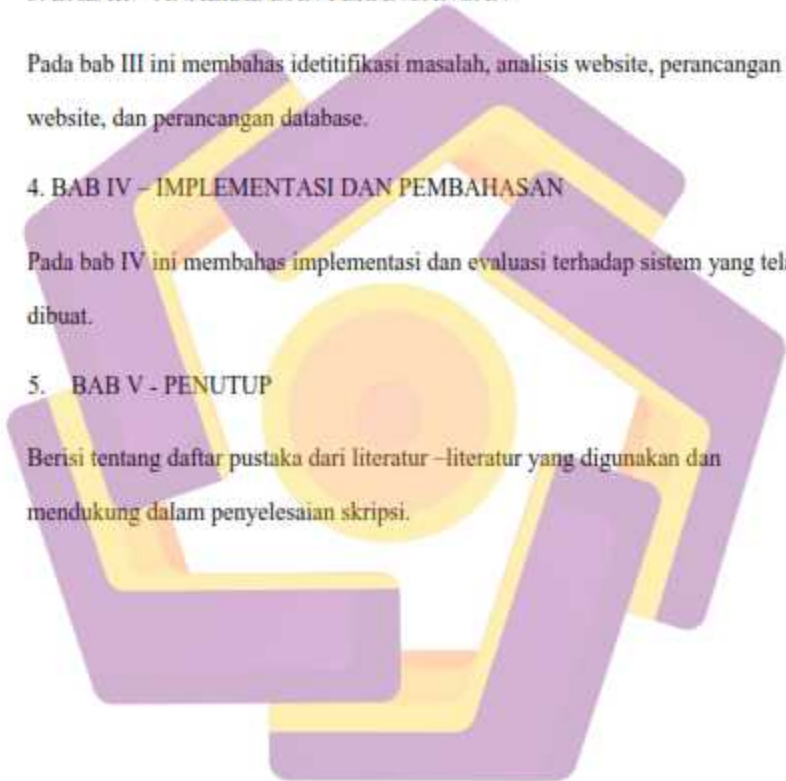 Pada bab III ini membahas idetitifikasi masalah, analisis website, perancangan
website, dan perancangan database.
4. BAB IV – IMPLEMENTASI DAN PEMBAHASAN
Pada bab IV ini membahas implementasi dan evaluasi terhadap sistem yang
dibuat.
5. BAB V - PENUTUP
Berisi tentang daftar pustaka dari literatur –literatur yang digunakan dan
mendukung dalam penyelesaian skripsi.